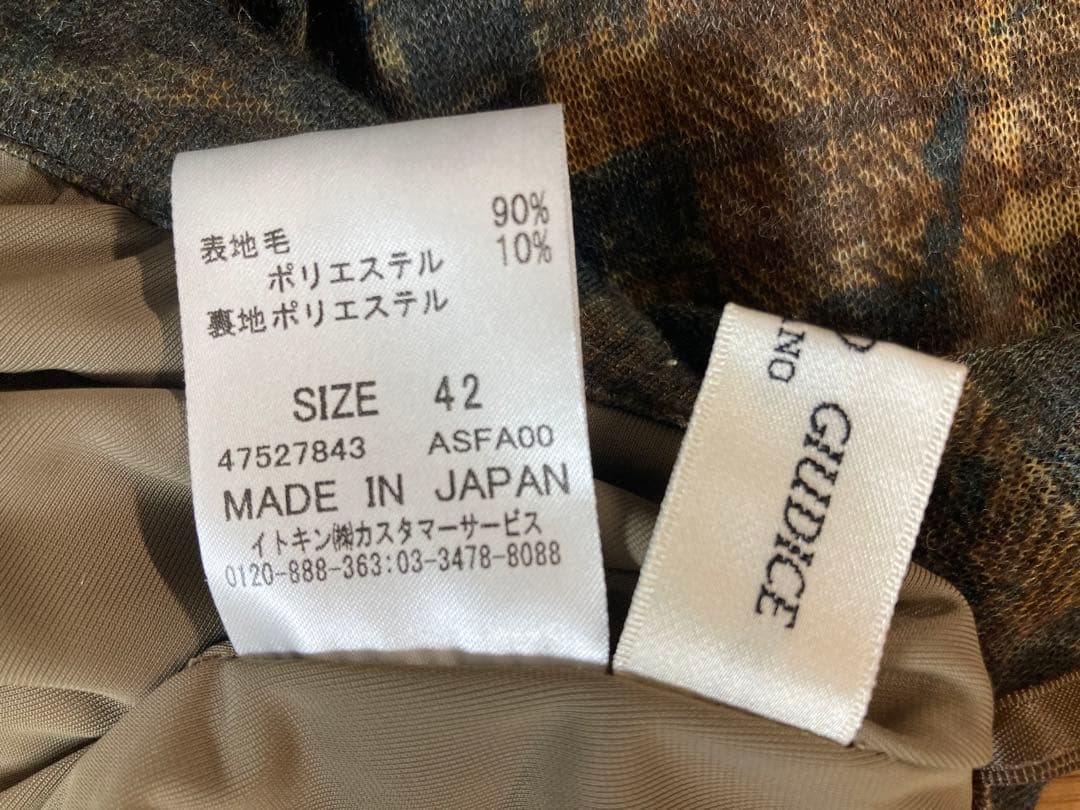 表地毛 90%
ポリエステル 10%
裏地ポリエステル
SIZE 42
47527843 ASFA00
MADE IN JAPAN
イトキン㈱カスタマーサービス
0120-888-363:03-3478-8088
GIUDICE